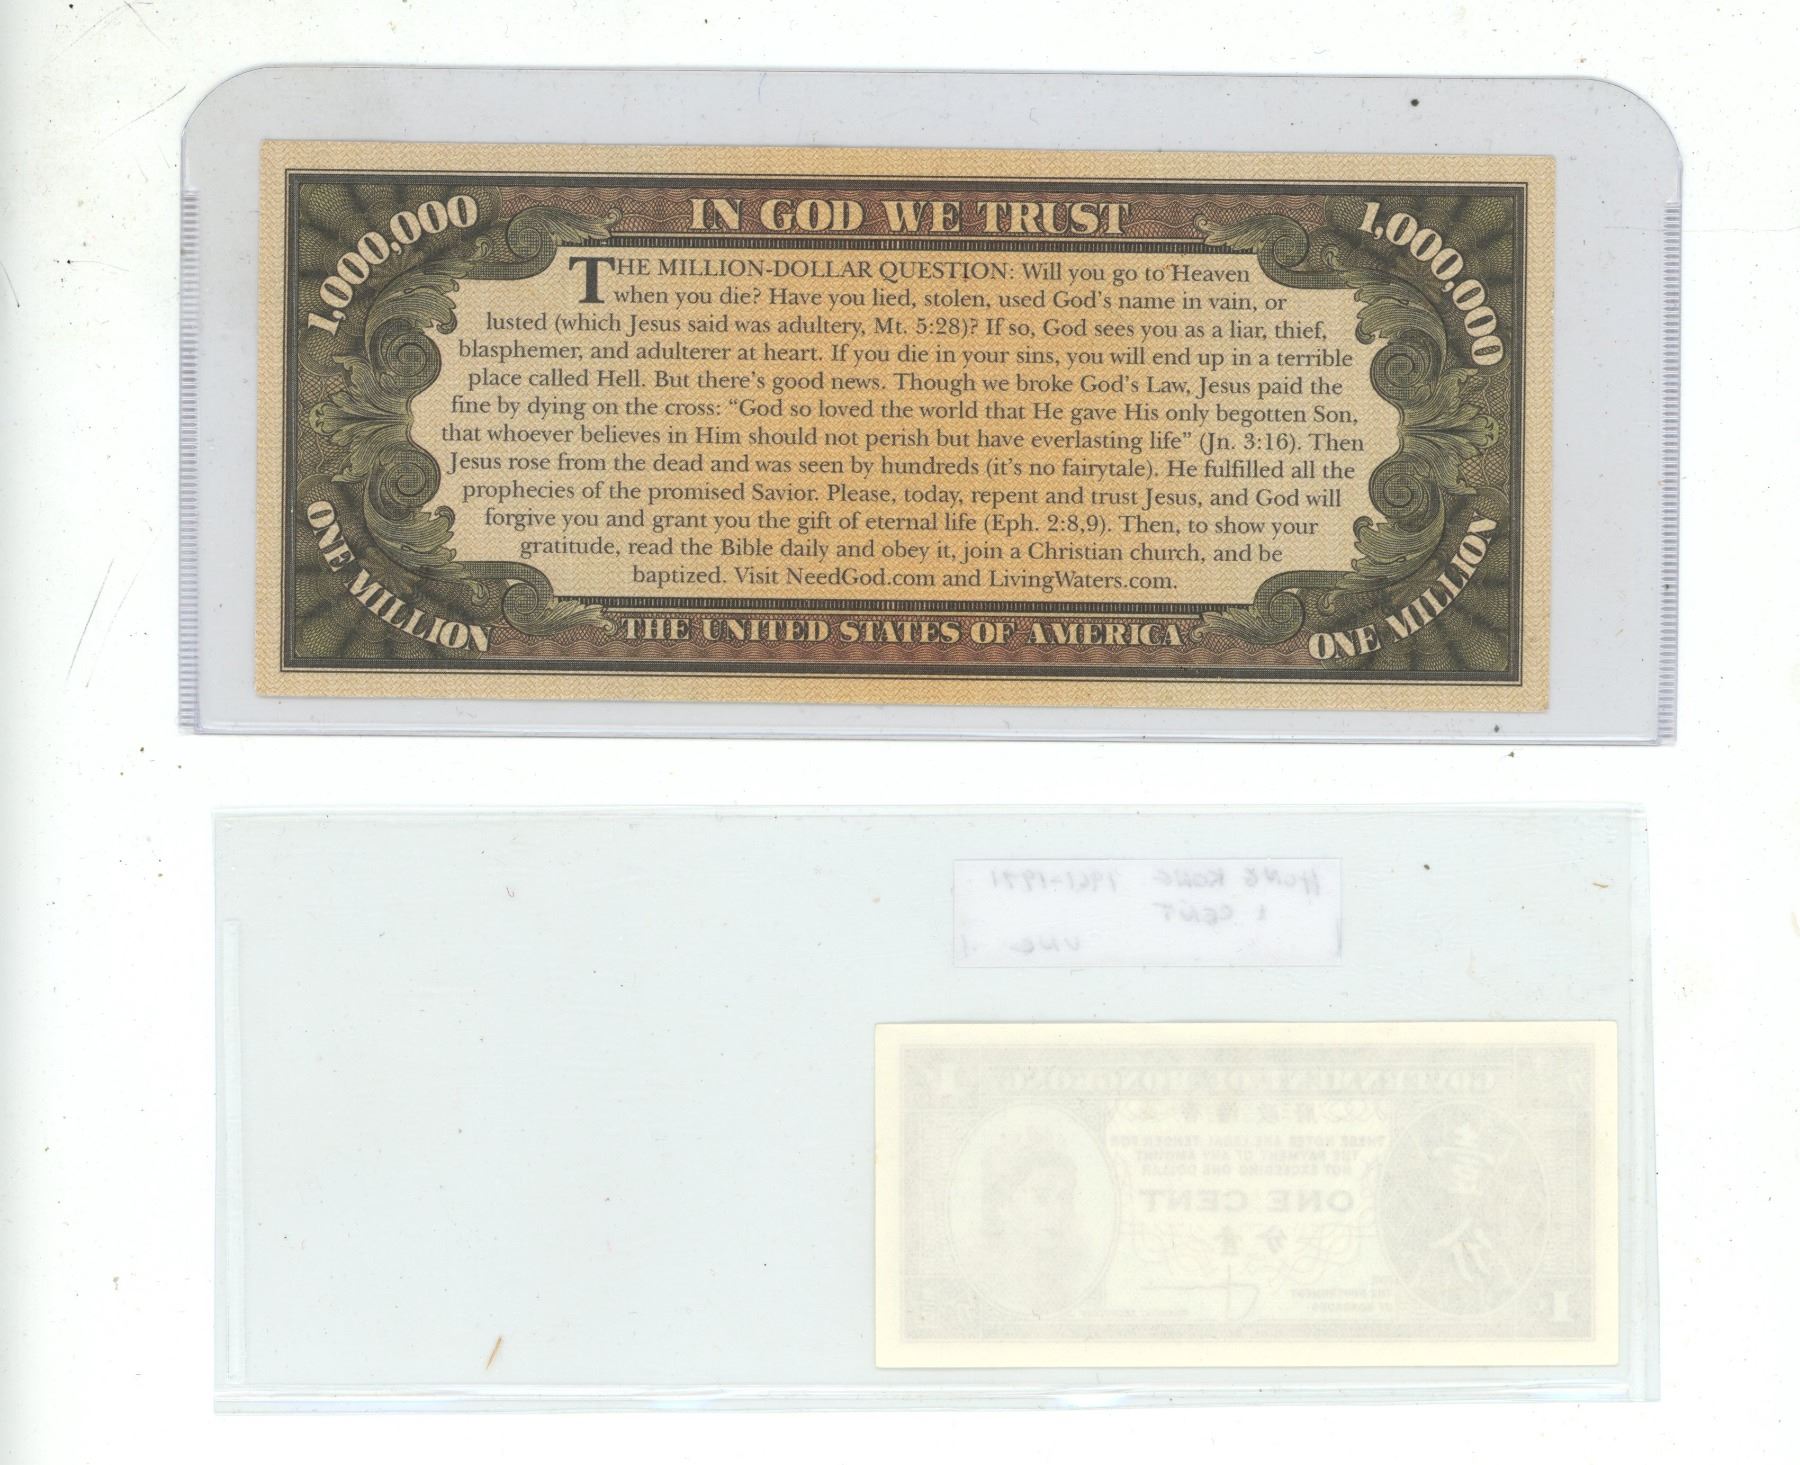 IN GOD WE TRUST
1,000,000
1,000,000
THE MILLION-DOLLAR QUESTION: Will you go to Heaven
when you die? Have you lied, stolen, used God's name in vain, or
lusted (which Jesus said was adultery, Mt. 5:28)? If so, God sees you as a liar, thief,
blasphemer, and adulterer at heart. If you die in your sins, you will end up in a terrible
place called Hell. But there's good news. Though we broke God's Law, Jesus paid the
fine by dying on the cross: “God so loved the world that He gave His only begotten Son,
that whoever believes in Him should not perish but have everlasting life” (Jn. 3:16). Then
Jesus rose from the dead and was seen by hundreds (it's no fairytale). He fulfilled all the
prophecies of the promised Savior. Please, today, repent and trust Jesus, and God will
forgive you and grant you the gift of eternal life (Eph. 2:8,9). Then, to show your
gratitude, read the Bible daily and obey it, join a Christian church, and be
baptized. Visit NeedGod.com and LivingWaters.com.
ONE MILLION
THE UNITED STATES OF AMERICA
ONE MILLION
HONG KONG 1961-1971
1 CENT
UNC
GOVERNMENT OF HONGKONG
THESE NOTES ARE LEGAL TENDER FOR
THE PAYMENT OF ANY AMOUNT
NOT EXCEEDING ONE DOLLAR
ONE CENT
壹分
1